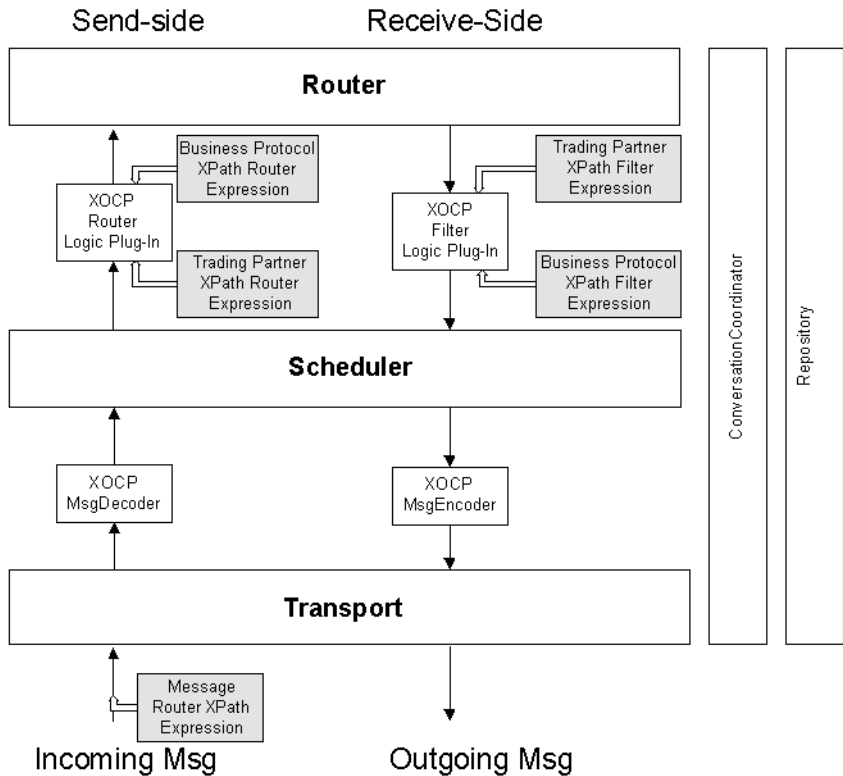 Send-side
Receive-Side
Router
Business Protocol
XPath Router
Expression
Trading Partner
XPath Filter
Expression
XOCP
Router
Logic Plug-In
XOCP
Filter
Logic Plug-In
Trading Partner
XPath Router
Expression
Business Protocol
XPath Filter
Expression
Scheduler
XOCP
MsgDecoder
XOCP
MsgEncoder
Transport
Message
Router XPath
Expression
Incoming Msg
Outgoing Msg
ConversationCoordinator
Repository